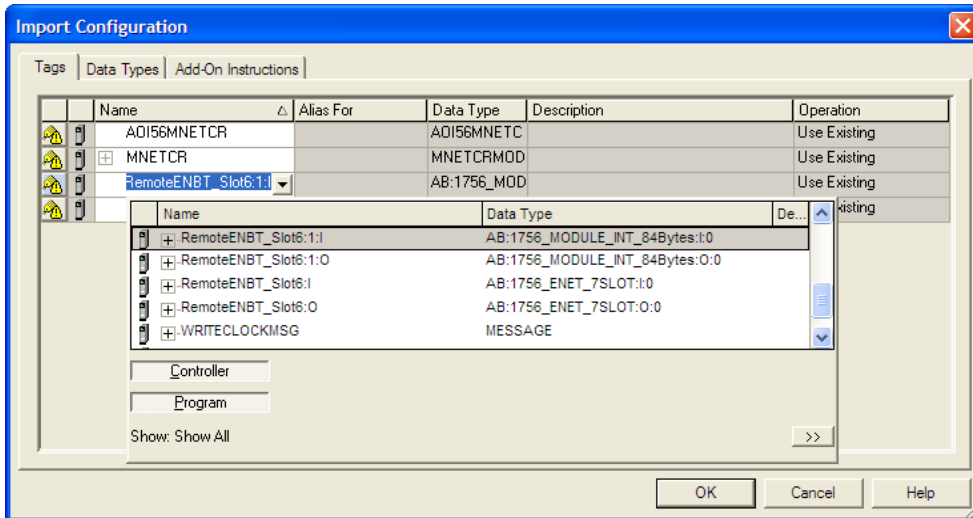 Import Configuration
Tags Data Types Add-On Instructions
Name Alias For Data Type Description Operation
AOI56MNETCR AOI56MNETC Use Existing
MNETCR MNETCRMOD Use Existing
RemoteENBT_Slot6:1:I AB:1756_MOD Use Existing
Name Data Type De...
RemoteENBT_Slot6:1:I AB:1756_MODULE_INT_84Bytes:I:0
RemoteENBT_Slot6:1:O AB:1756_MODULE_INT_84Bytes:O:0
RemoteENBT_Slot6:I AB:1756_ENET_7SLOT:I:0
RemoteENBT_Slot6:O AB:1756_ENET_7SLOT:O:0
WRITECLOCKMSG MESSAGE
Controller
Program
Show: Show All >>
OK Cancel Help